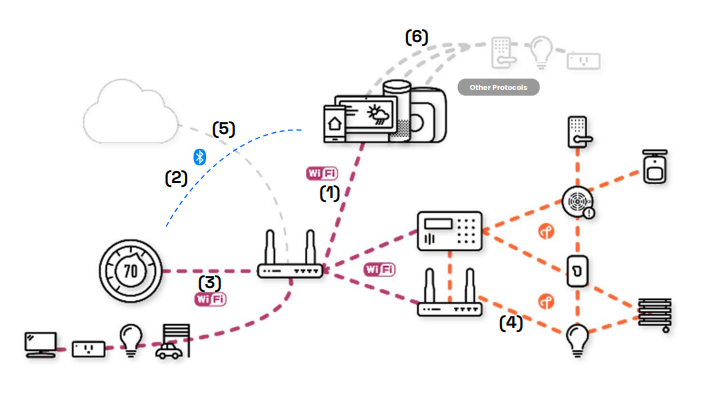 (6)
Other Protocols
(5)
(2)
WiFi
(1)
70
(3)
WiFi
WiFi
(4)